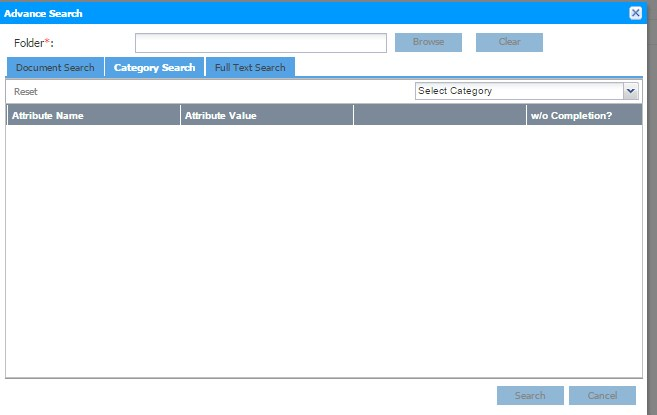 Advance Search
Folder*:
Browse Clear
Document Search Category Search Full Text Search
Reset Select Category
Attribute Name Attribute Value w/o Completion?
Search Cancel